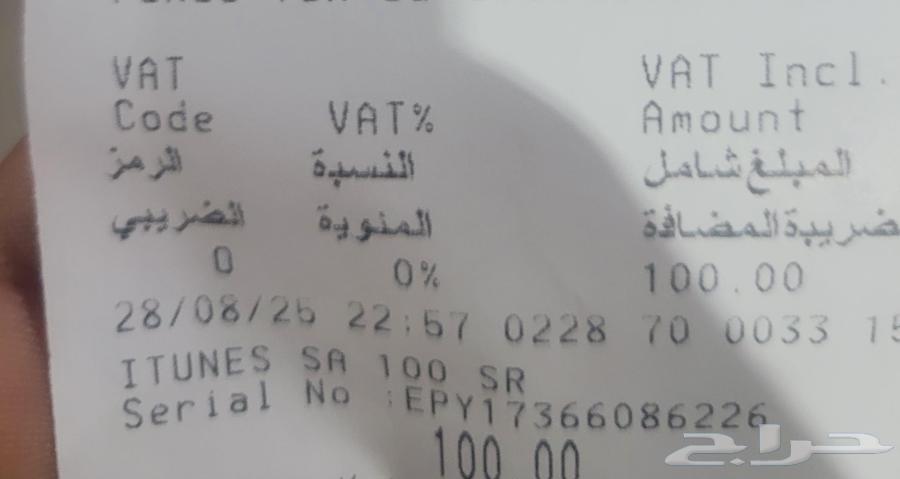 VAT VAT Incl.
Code VAT% Amount
الرمز النسبة المبلغ شامل
الضريبي المئوية ضريبة المضافة
0 0% 100.00
28/08/25 22:57 0228 70 0033 15
ITUNES SA 100 SR
Serial No :EPY17366086226
100.00
حراج